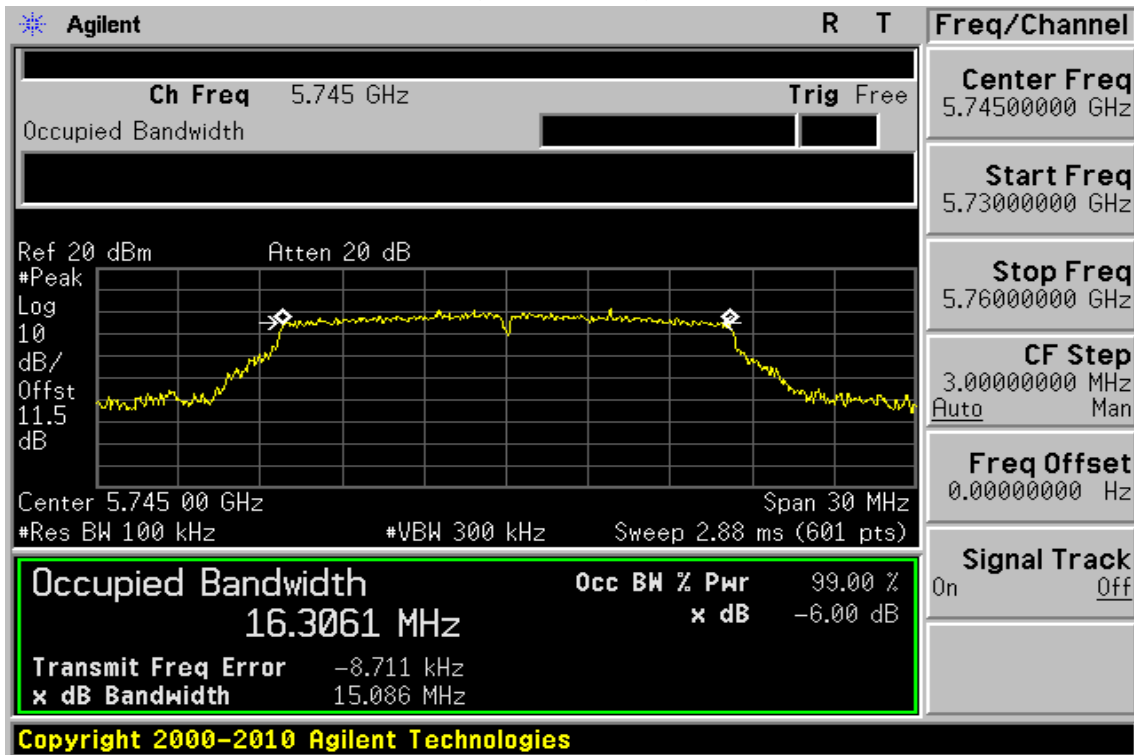 Agilent R T
Ch Freq 5.745 GHz Trig Free
Occupied Bandwidth
Ref 20 dBm Atten 20 dB
#Peak
Log
10
dB/
Offst
11.5
dB
Center 5.745 00 GHz Span 30 MHz
#Res BW 100 kHz #VBW 300 kHz Sweep 2.88 ms (601 pts)
Occupied Bandwidth Occ BW % Pwr 99.00 %
16.3061 MHz x dB -6.00 dB
Transmit Freq Error -8.711 kHz
x dB Bandwidth 15.086 MHz
Copyright 2000-2010 Agilent Technologies
Freq/Channel
Center Freq
5.74500000 GHz
Start Freq
5.73000000 GHz
Stop Freq
5.76000000 GHz
CF Step
3.00000000 MHz
Auto Man
Freq Offset
0.00000000 Hz
Signal Track
On Off